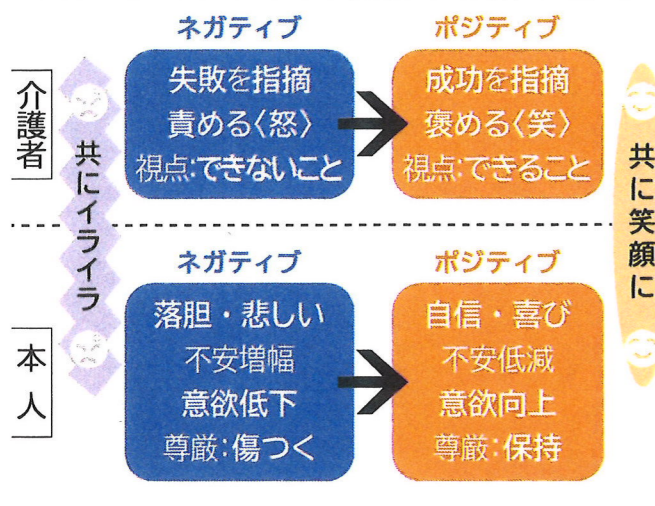 ネガティブ
ポジティブ
介護者
共にイライラ
失敗を指摘
責める〈怒〉
視点:できないこと
成功を指摘
褒める〈笑〉
視点:できること
共に笑顔に
ネガティブ
ポジティブ
本人
落胆・悲しい
不安増幅
意欲低下
尊厳:傷つく
自信・喜び
不安低減
意欲向上
尊厳:保持